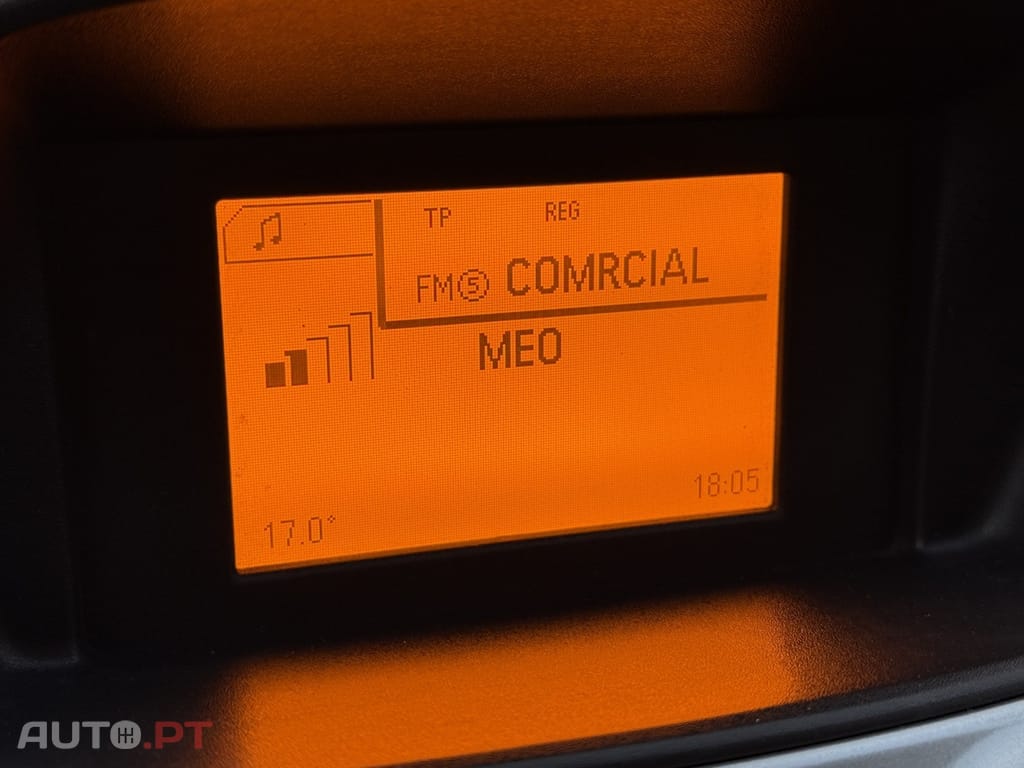 TP REG
FM5 COMRCIAL
MEO
18:05
17.0°
AUTO.PT